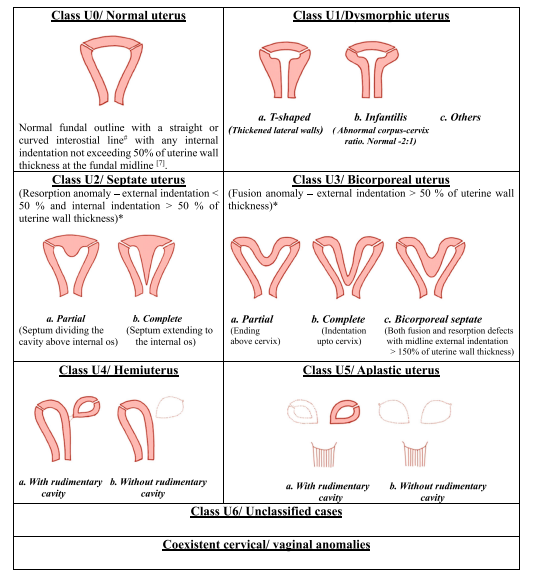 Class U0/ Normal uterus
Normal fundal outline with a straight or
curved interostial line# with any internal
indentation not exceeding 50% of uterine wall
thickness at the fundal midline [7].
Class U1/Dysmorphic uterus
a. T-shaped
(Thickened lateral walls)
b. Infantilis
( Abnormal corpus-cervix
ratio. Normal -2:1)
c. Others
Class U2/ Septate uterus
(Resorption anomaly – external indentation <
50 % and internal indentation > 50 % of
uterine wall thickness)*
a. Partial
(Septum dividing the
cavity above internal os)
b. Complete
(Septum extending to
the internal os)
Class U3/ Bicorporeal uterus
(Fusion anomaly – external indentation > 50 % of uterine wall
thickness)*
a. Partial
(Ending
above cervix)
b. Complete
(Indentation
upto cervix)
c. Bicorporeal septate
(Both fusion and resorption defects
with midline external indentation
> 150% of uterine wall thickness)
Class U4/ Hemiuterus
a. With rudimentary
cavity
b. Without rudimentary
cavity
Class U5/ Aplastic uterus
a. With rudimentary
cavity
b. Without rudimentary
cavity
Class U6/ Unclassified cases
Coexistent cervical/ vaginal anomalies